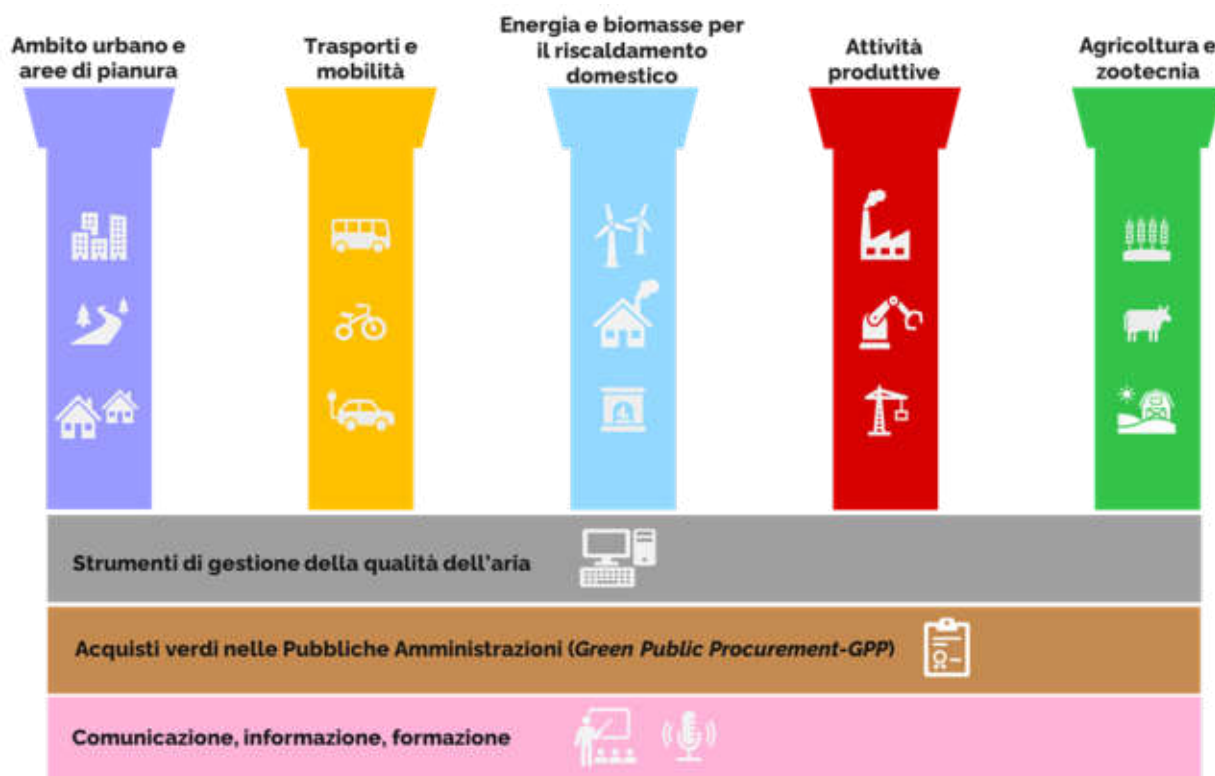 Ambito urbano e
aree di pianura
Trasporti e
mobilità
Energia e biomasse per
il riscaldamento
domestico
Attività
produttive
Agricoltura e
zootecnia
Strumenti di gestione della qualità dell'aria
Acquisti verdi nelle Pubbliche Amministrazioni (Green Public Procurement-GPP)
Comunicazione, informazione, formazione